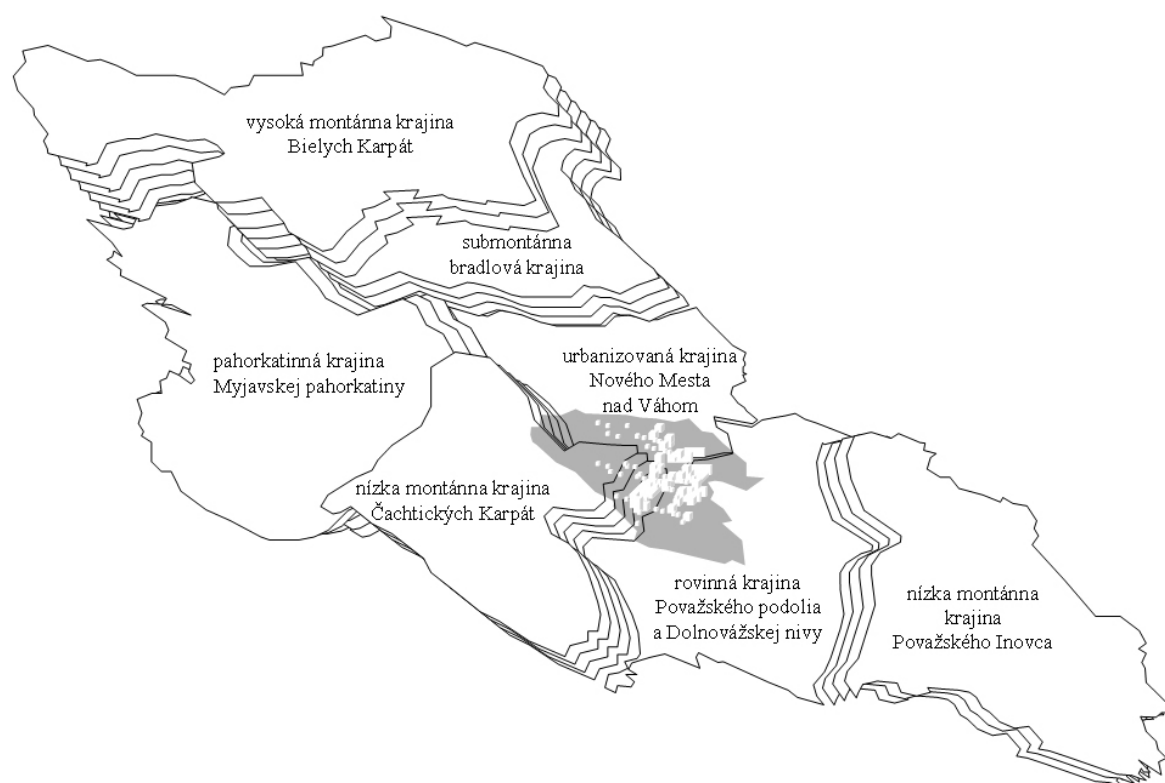 vysoká montánna krajina
Bielych Karpát
submontánna
bradlová krajina
pahorkatinná krajina
Myjavskej pahorkatiny
urbanizovaná krajina
Nového Mesta
nad Váhom
nízka montánna krajina
Čachtických Karpát
rovinná krajina
Považského podolia
a Dolnovážskej nivy
nízka montánna
krajina
Považského Inovca